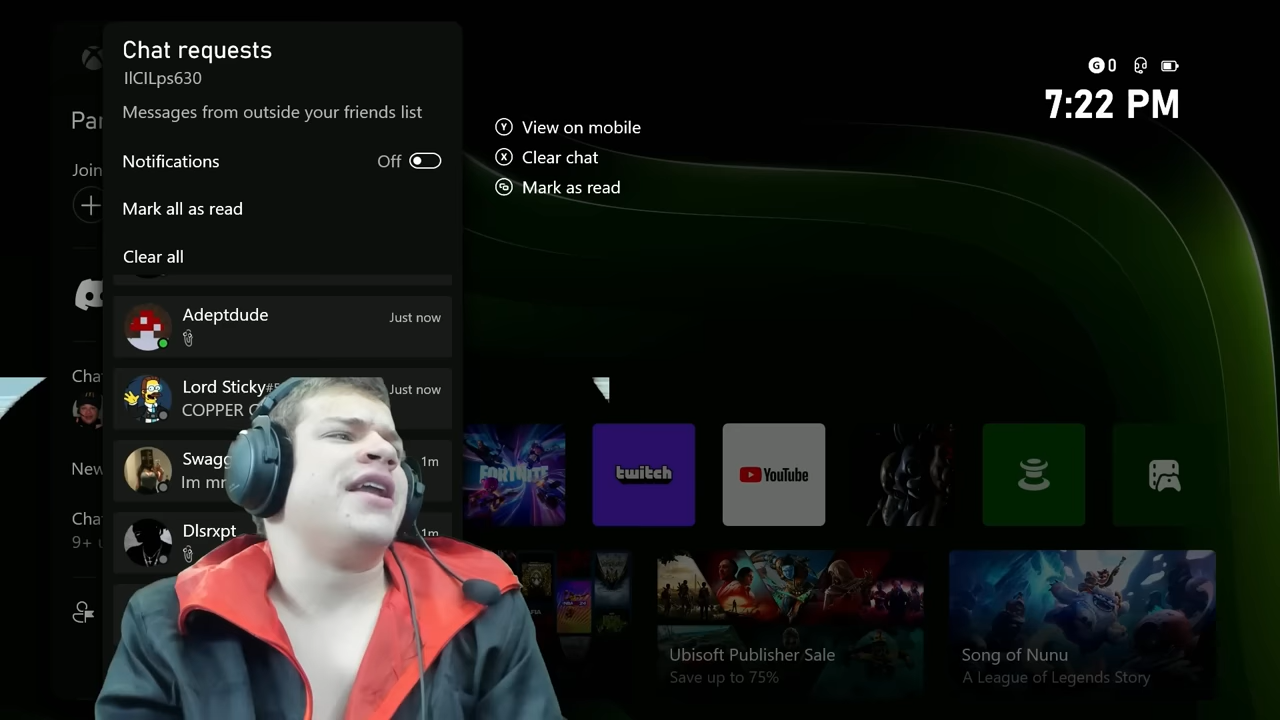 Chat requests
IlCILps630
Messages from outside your friends list
Notifications
Off
Mark all as read
Clear all
Adeptdude
Just now
Lord Sticky
Just now
COPPER
Swagg
1m
Im
Dlsrxpt
1m
Join
New
9+
Y View on mobile
X Clear chat
Mark as read
G 0
7:22 PM
FORTNITE
twitch
YouTube
Ubisoft Publisher Sale
Save up to 75%
Song of Nunu
A League of Legends Story